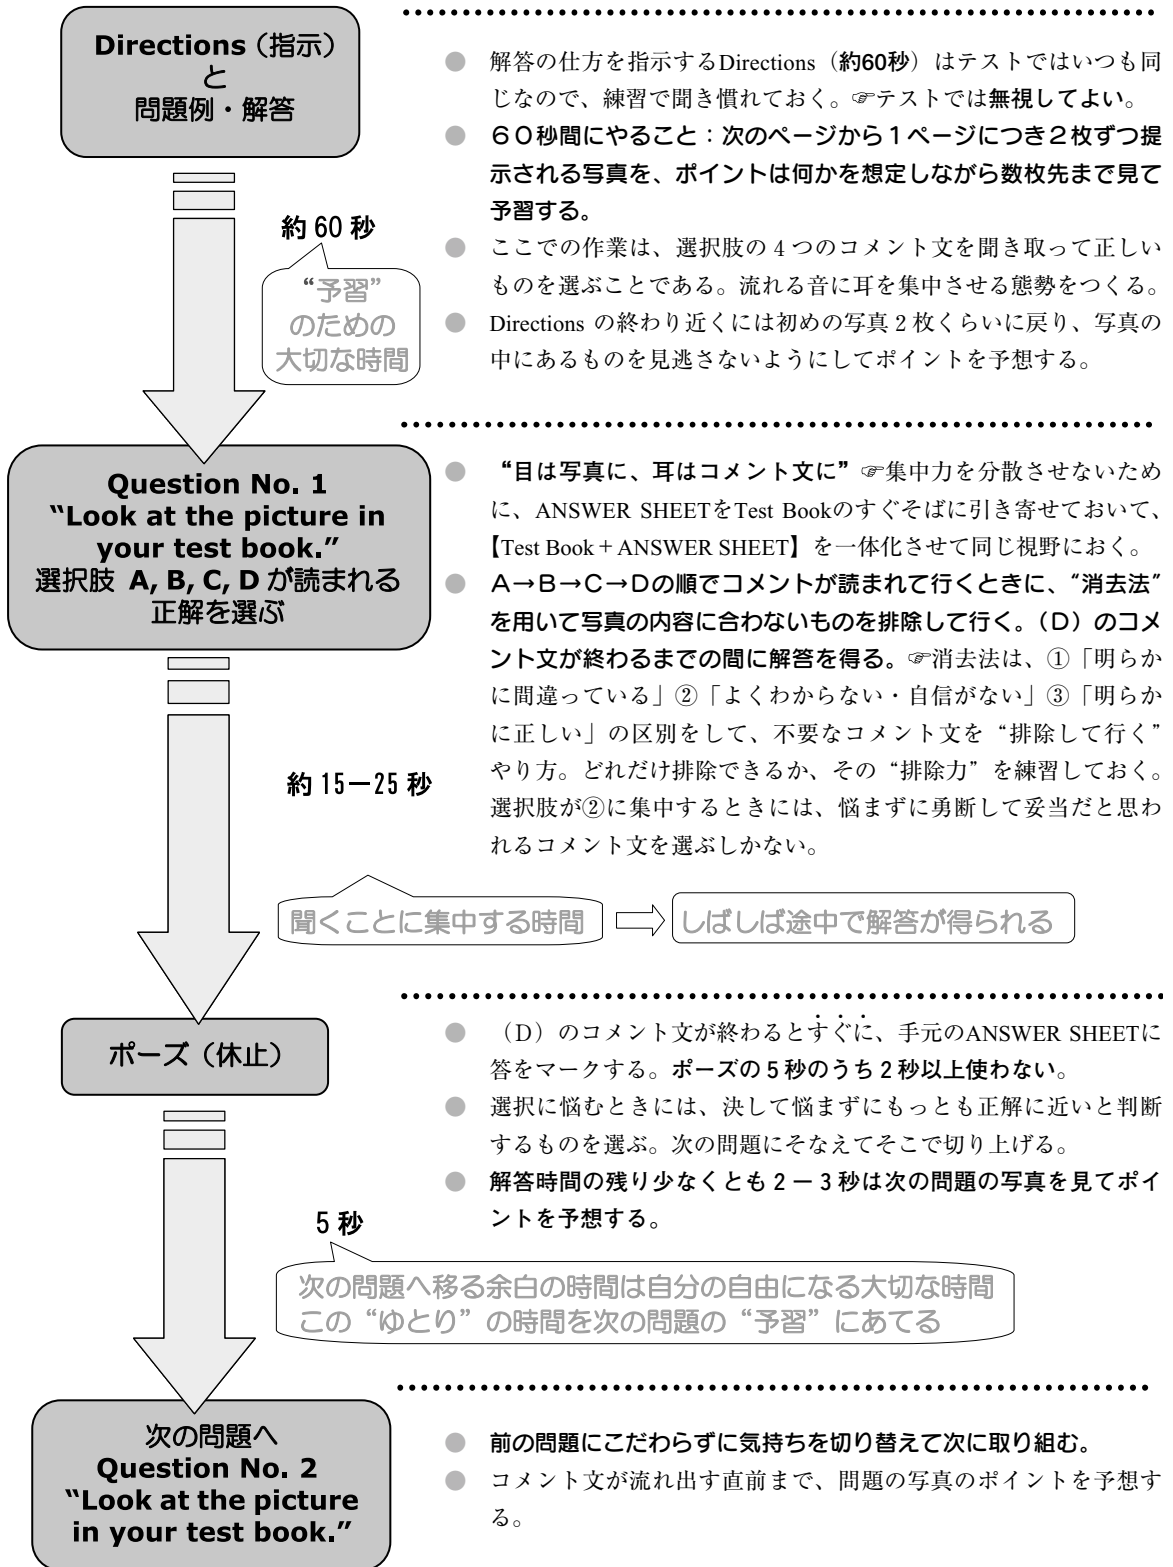 Directions（指示）
と
問題例・解答
● 解答の仕方を指示するDirections（約60秒）はテストではいつも同
じなので、練習で聞き慣れておく。☞テストでは無視してよい。
● ６０秒間にやること：次のページから１ページにつき２枚ずつ提
示される写真を、ポイントは何かを想定しながら数枚先まで見て
予習する。
● ここでの作業は、選択肢の４つのコメント文を聞き取って正しい
ものを選ぶことである。流れる音に耳を集中させる態勢をつくる。
● Directions の終わり近くには初めの写真２枚くらいに戻り、写真の
中にあるものを見逃さないようにしてポイントを予想する。
約 60 秒
“予習”
のための
大切な時間
Question No. 1
“Look at the picture in
your test book.”
選択肢 A, B, C, D が読まれる
正解を選ぶ
● “目は写真に、耳はコメント文に”☞集中力を分散させないため
に、ANSWER SHEETをTest Bookのすぐそばに引き寄せておいて、
【Test Book＋ANSWER SHEET】を一体化させて同じ視野におく。
● Ａ→Ｂ→Ｃ→Ｄの順でコメントが読まれて行くときに、“消去法”
を用いて写真の内容に合わないものを排除して行く。（Ｄ）のコメ
ント文が終わるまでの間に解答を得る。☞消去法は、①「明らか
に間違っている」②「よくわからない・自信がない」③「明らか
に正しい」の区別をして、不要なコメント文を“排除して行く”
やり方。どれだけ排除できるか、その“排除力”を練習しておく。
選択肢が②に集中するときには、悩まずに勇断して妥当だと思わ
れるコメント文を選ぶしかない。
約 15－25 秒
聞くことに集中する時間
しばしば途中で解答が得られる
ポーズ（休止）
● （D）のコメント文が終わるとすぐに、手元のANSWER SHEETに
答をマークする。ポーズの５秒のうち２秒以上使わない。
● 選択に悩むときには、決して悩まずにもっとも正解に近いと判断
するものを選ぶ。次の問題にそなえてそこで切り上げる。
● 解答時間の残り少なくとも２－３秒は次の問題の写真を見てポイ
ントを予想する。
5 秒
次の問題へ移る余白の時間は自分の自由になる大切な時間
この“ゆとり”の時間を次の問題の“予習”にあてる
次の問題へ
Question No. 2
“Look at the picture
in your test book.”
● 前の問題にこだわらずに気持ちを切り替えて次に取り組む。
● コメント文が流れ出す直前まで、問題の写真のポイントを予想す
る。